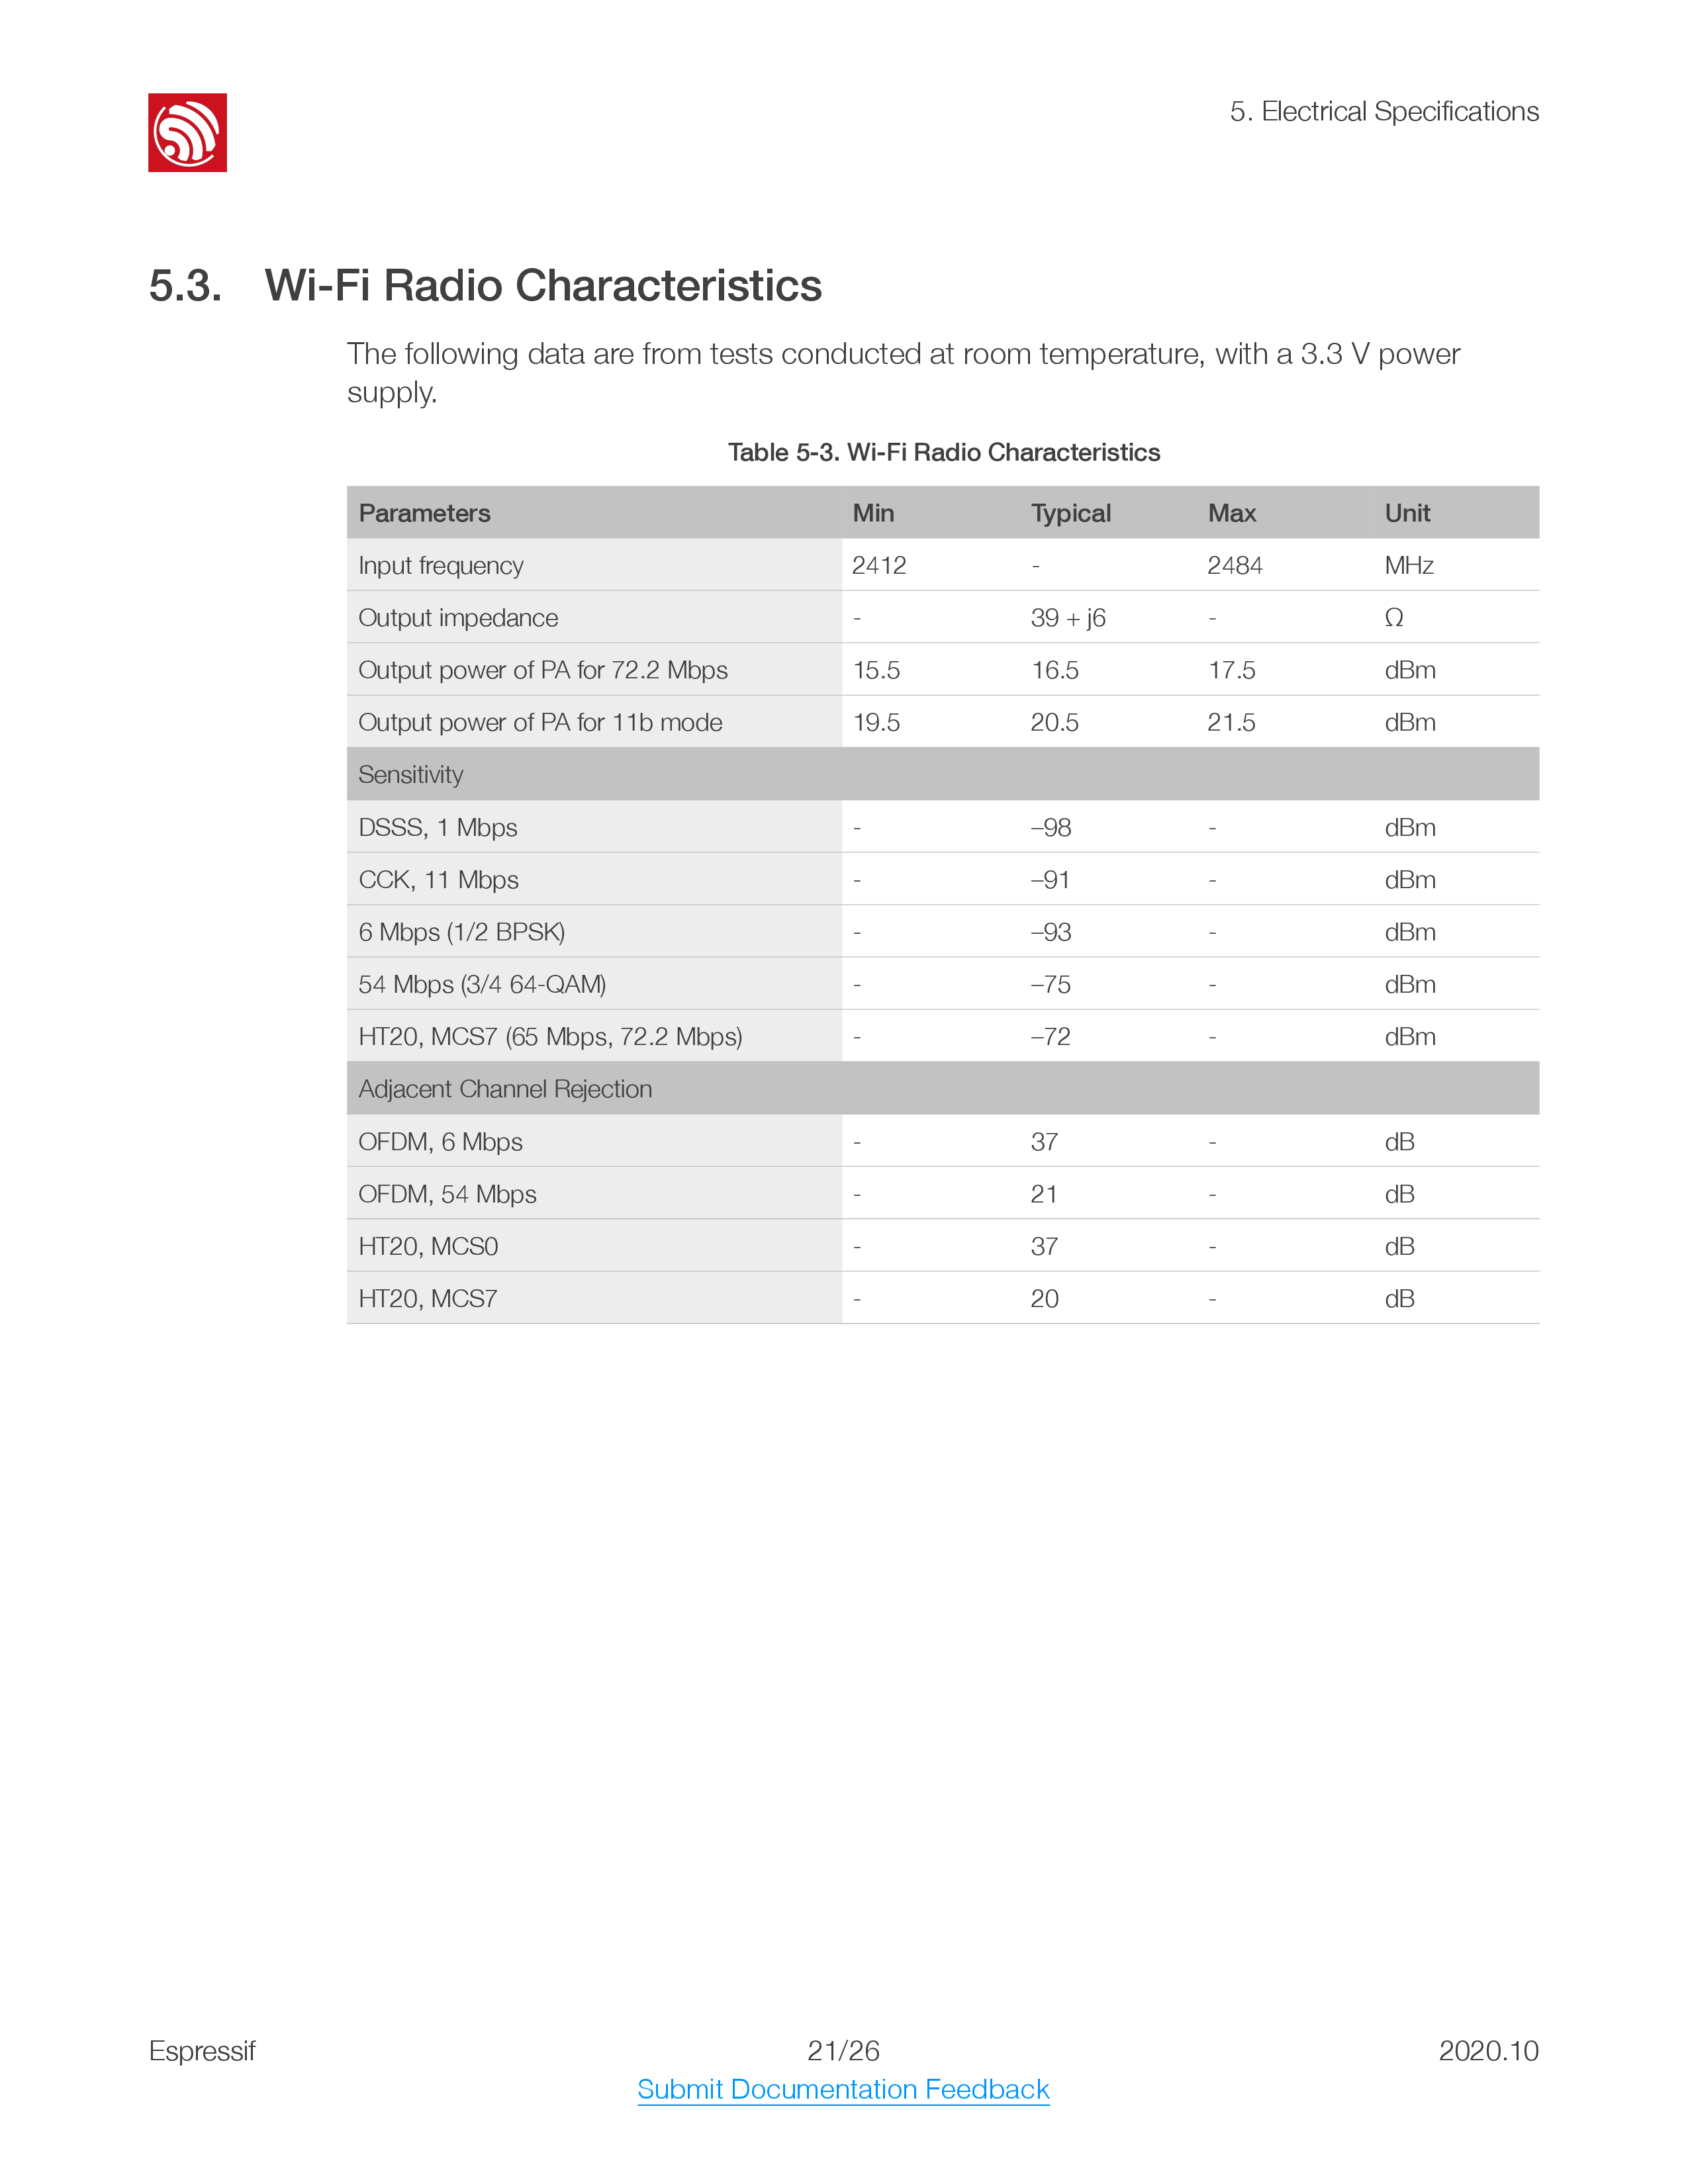 5. Electrical Specifications
5.3. Wi-Fi Radio Characteristics
The following data are from tests conducted at room temperature, with a 3.3 V power
supply.
Table 5-3. Wi-Fi Radio Characteristics
Parameters Min Typical Max Unit
Input frequency 2412 - 2484 MHz
Output impedance - 39 + j6 - Ω
Output power of PA for 72.2 Mbps 15.5 16.5 17.5 dBm
Output power of PA for 11b mode 19.5 20.5 21.5 dBm
Sensitivity
DSSS, 1 Mbps - –98 - dBm
CCK, 11 Mbps - –91 - dBm
6 Mbps (1/2 BPSK) - –93 - dBm
54 Mbps (3/4 64-QAM) - –75 - dBm
HT20, MCS7 (65 Mbps, 72.2 Mbps) - –72 - dBm
Adjacent Channel Rejection
OFDM, 6 Mbps - 37 - dB
OFDM, 54 Mbps - 21 - dB
HT20, MCS0 - 37 - dB
HT20, MCS7 - 20 - dB
Espressif 21/26 2020.10
Submit Documentation Feedback